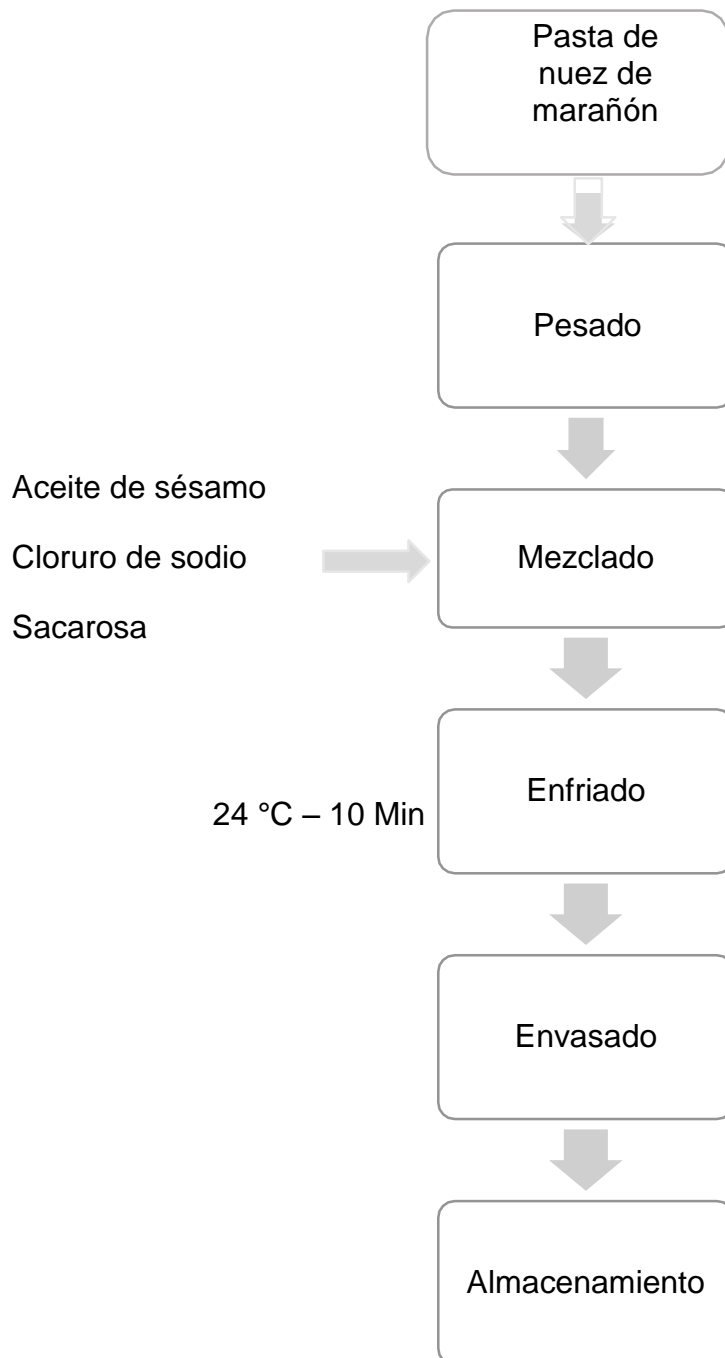 Pasta de
nuez de
marañón
Pesado
Aceite de sésamo
Cloruro de sodio
Sacarosa
Mezclado
24 °C – 10 Min
Enfriado
Envasado
Almacenamiento